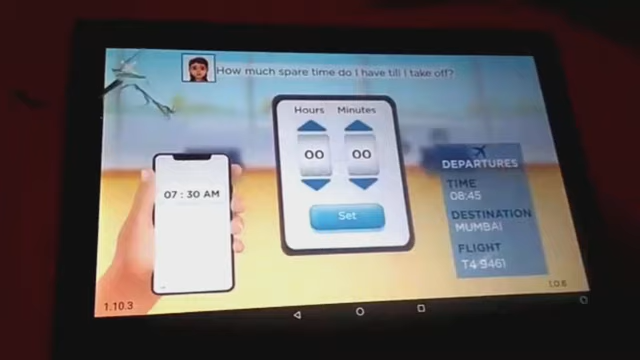 How much spare time do I have till I take off?
Hours Minutes
00 00
Set
07 : 30 AM
DEPARTURES
TIME
08:45
DESTINATION
MUMBAI
FLIGHT
T4 9461
1.10.3
1.0.6